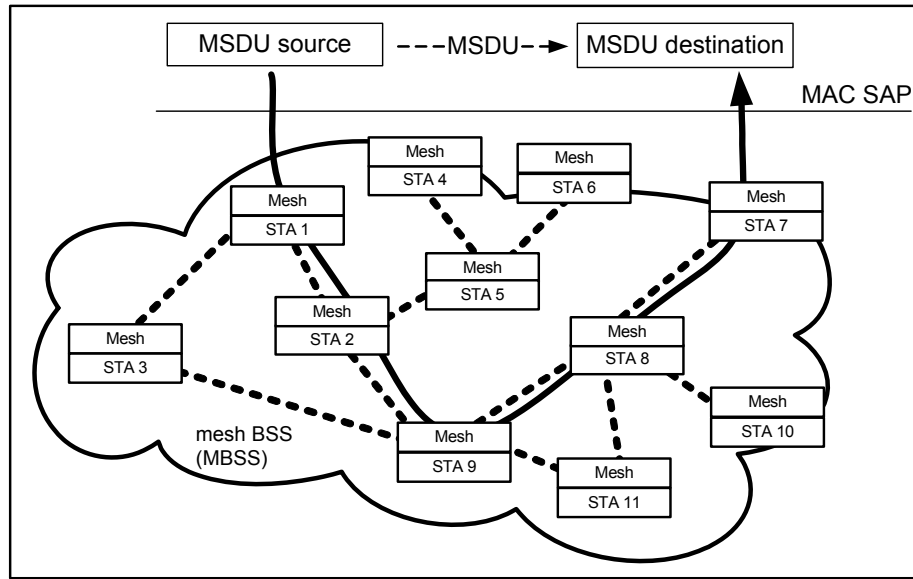 MSDU source
MSDU
MSDU destination
MAC SAP
Mesh
STA 4
Mesh
STA 6
Mesh
STA 1
Mesh
STA 7
Mesh
STA 5
Mesh
STA 2
Mesh
STA 8
Mesh
STA 3
Mesh
STA 10
mesh BSS
(MBSS)
Mesh
STA 9
Mesh
STA 11